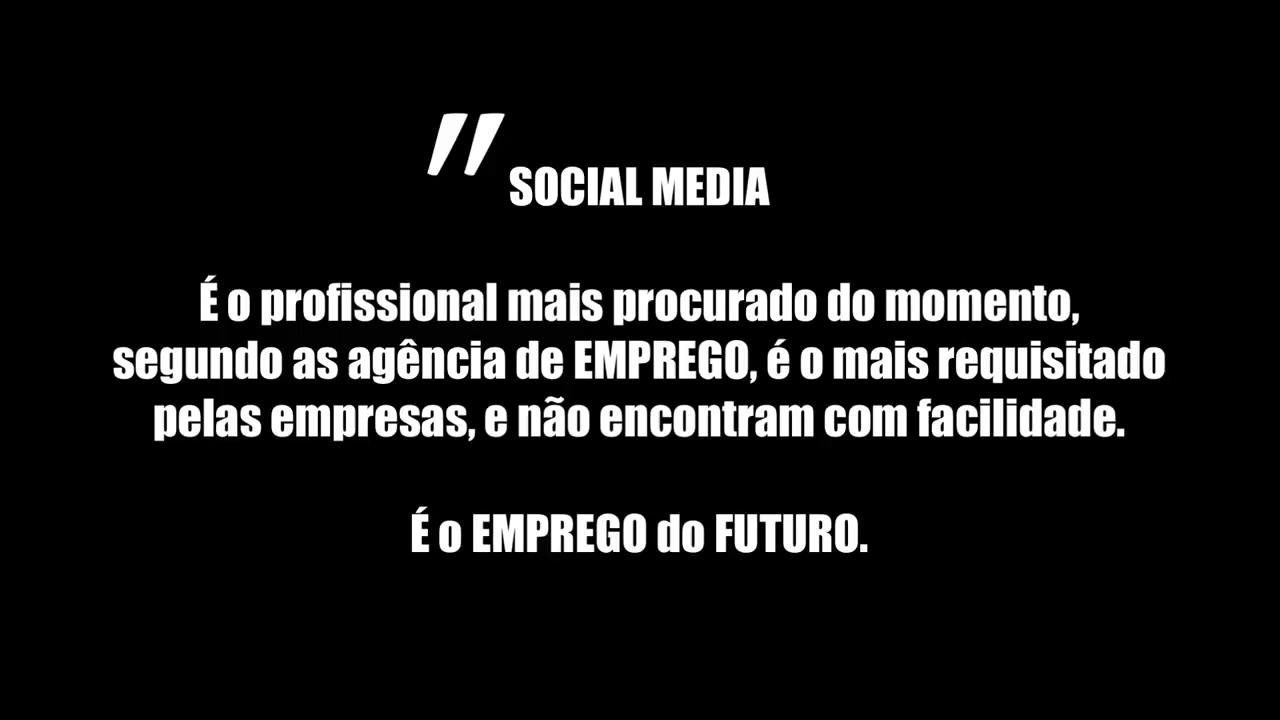 "
SOCIAL MEDIA
É o profissional mais procurado do momento,
segundo as agência de EMPREGO, é o mais requisitado
pelas empresas, e não encontram com facilidade.
É o EMPREGO do FUTURO.